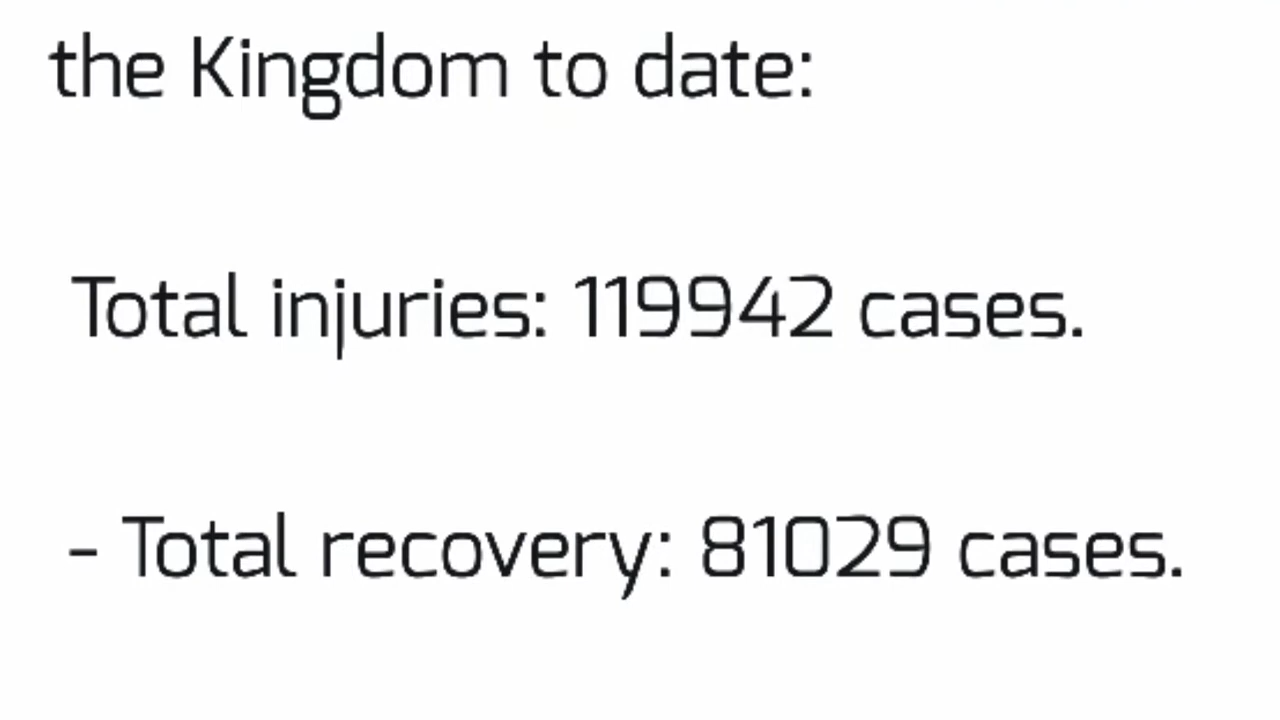 the Kingdom to date:
Total injuries: 119942 cases.
- Total recovery: 81029 cases.